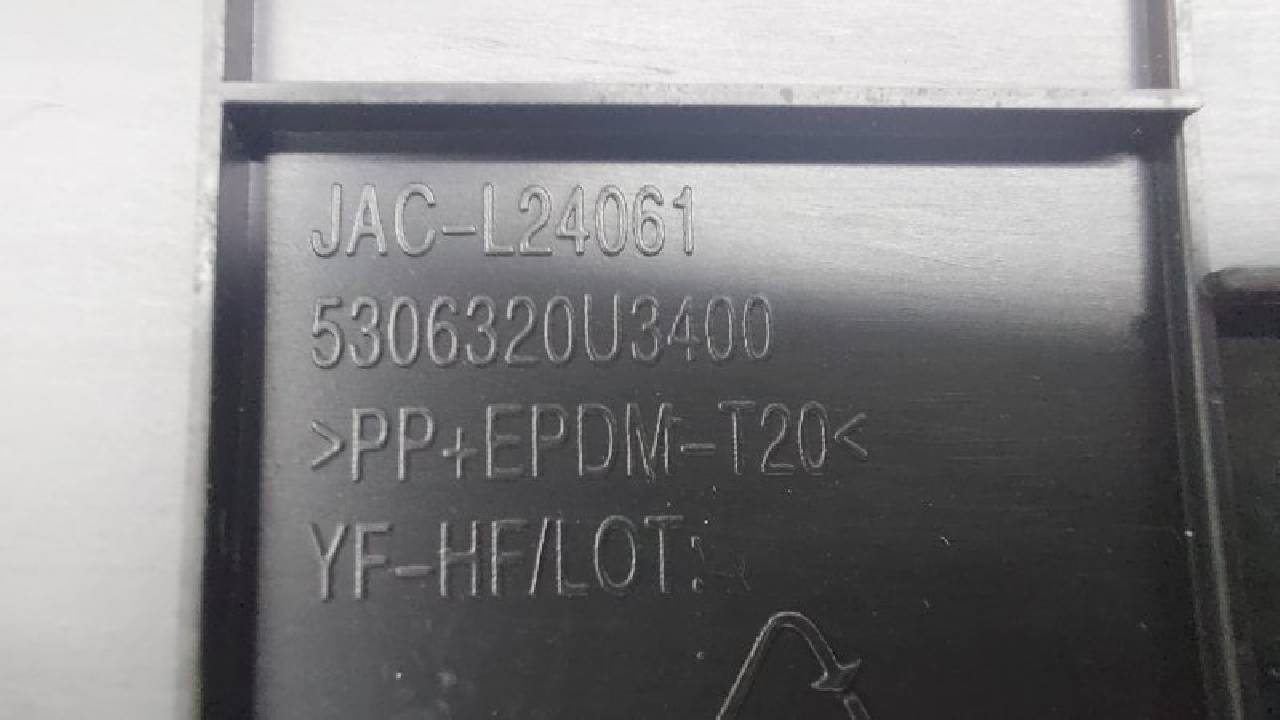 JAC-L24061
5306320U3400
>PP+EPDM-T20<
YF-HF/LOT: